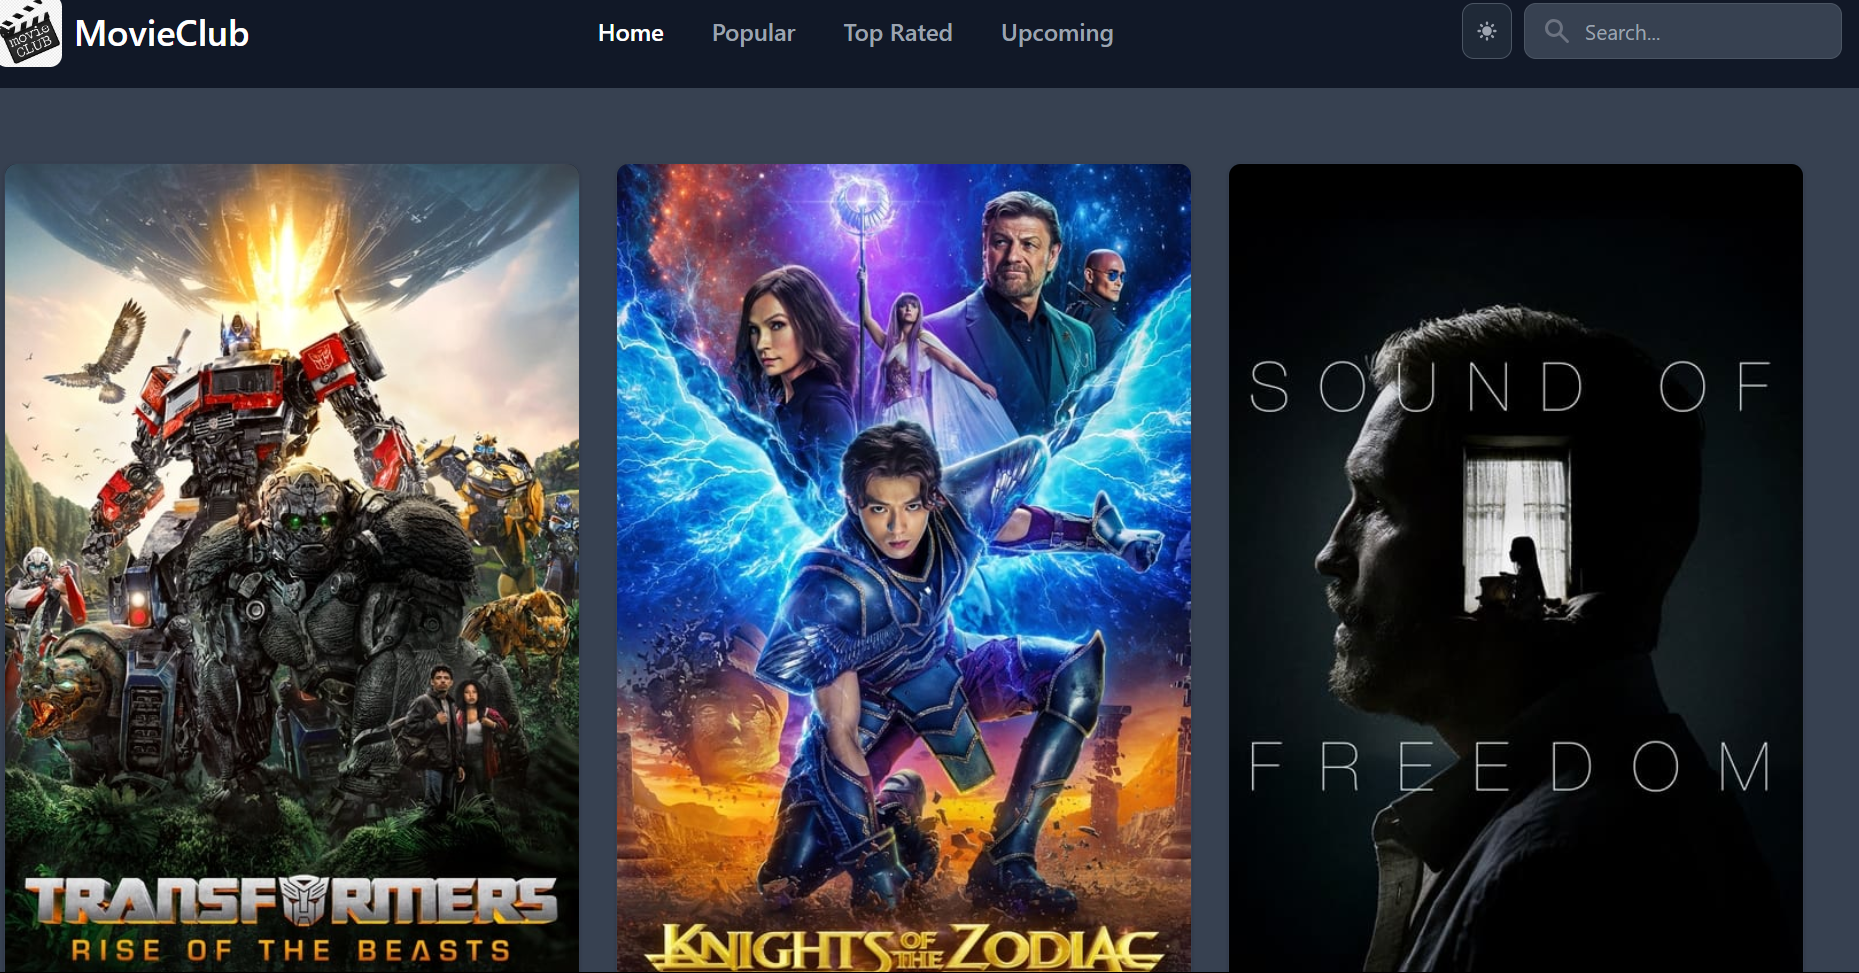 movie
CLUB
MovieClub
Home
Popular
Top Rated
Upcoming
Search...
TRANSFORMERS
RISE OF THE BEASTS
KNIGHTS OF THE ZODIAC
SOUND OF
FREEDOM